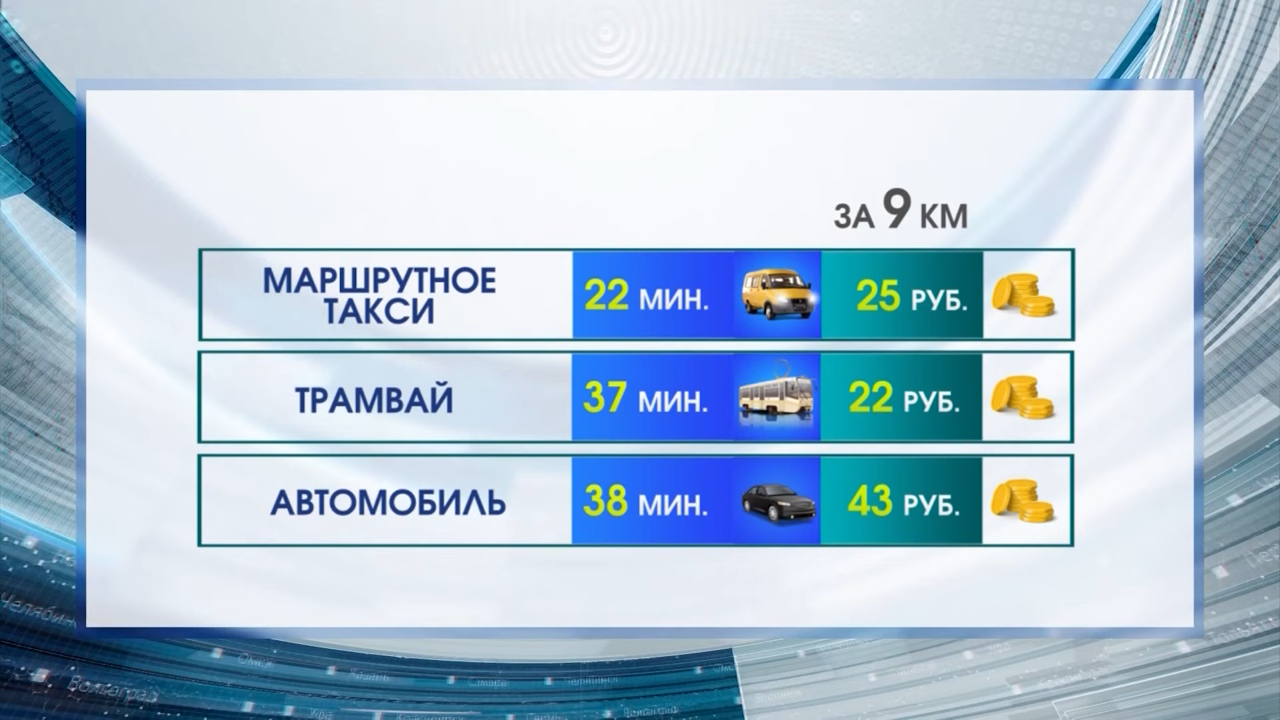 ЗА 9 КМ
МАРШРУТНОЕ
ТАКСИ
22 МИН.
25 РУБ.
ТРАМВАЙ
37 МИН.
22 РУБ.
АВТОМОБИЛЬ
38 МИН.
43 РУБ.
Волгоград